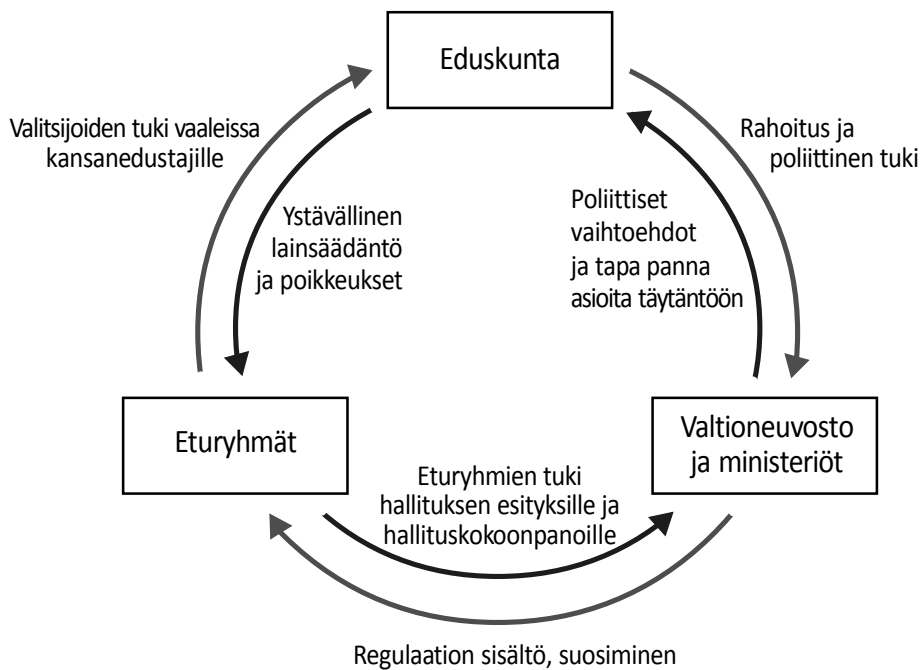 Eduskunta
Valitsijoiden tuki vaaleissa
kansanedustajille
Rahoitus ja
poliittinen tuki
Ystävällinen
lainsäädäntö
ja poikkeukset
Poliittiset
vaihtoehdot
ja tapa panna
asioita täytäntöön
Eturyhmät
Valtioneuvosto
ja ministeriöt
Eturyhmien tuki
hallituksen esityksille ja
hallituskokoonpanoille
Regulaation sisältö, suosiminen